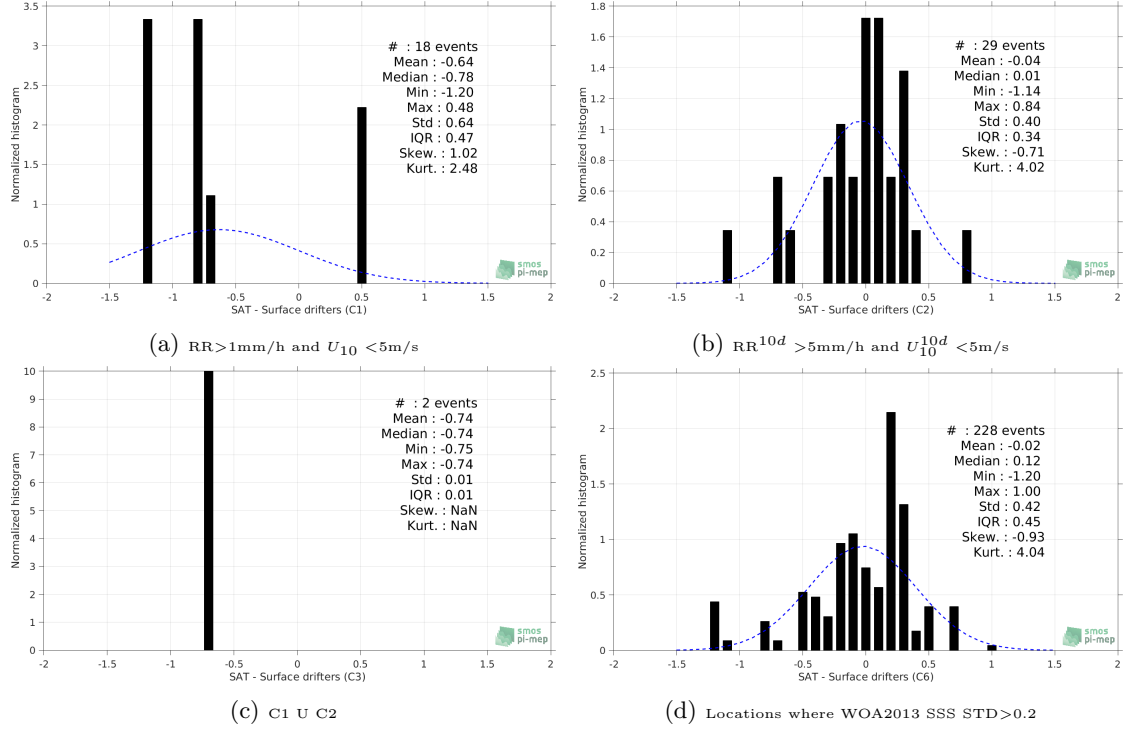 3.5
3
2.5
2
1.5
1
0.5
0
-2 -1.5 -1 -0.5 0 0.5 1 1.5 2
Normalized histogram
SAT - Surface drifters (C1)
# : 18 events
Mean : -0.64
Median : -0.78
Min : -1.20
Max : 0.48
Std : 0.64
IQR : 0.47
Skew. : 1.02
Kurt. : 2.48
smos
pi-mep
(a) RR>1mm/h and U10 <5m/s
1.8
1.6
1.4
1.2
1
0.8
0.6
0.4
0.2
0
-2 -1.5 -1 -0.5 0 0.5 1 1.5 2
Normalized histogram
SAT - Surface drifters (C2)
# : 29 events
Mean : -0.04
Median : 0.01
Min : -1.14
Max : 0.84
Std : 0.40
IQR : 0.34
Skew. : -0.71
Kurt. : 4.02
smos
pi-mep
(b) RR10d >5mm/h and U10 10d <5m/s
10
9
8
7
6
5
4
3
2
1
0
-2 -1.5 -1 -0.5 0 0.5 1 1.5 2
Normalized histogram
SAT - Surface drifters (C3)
# : 2 events
Mean : -0.74
Median : -0.74
Min : -0.75
Max : -0.74
Std : 0.01
IQR : 0.01
Skew. : NaN
Kurt. : NaN
smos
pi-mep
(c) C1 U C2
2.5
2
1.5
1
0.5
0
-2 -1.5 -1 -0.5 0 0.5 1 1.5 2
Normalized histogram
SAT - Surface drifters (C6)
# : 228 events
Mean : -0.02
Median : 0.12
Min : -1.20
Max : 1.00
Std : 0.42
IQR : 0.45
Skew. : -0.93
Kurt. : 4.04
smos
pi-mep
(d) Locations where WOA2013 SSS STD>0.2